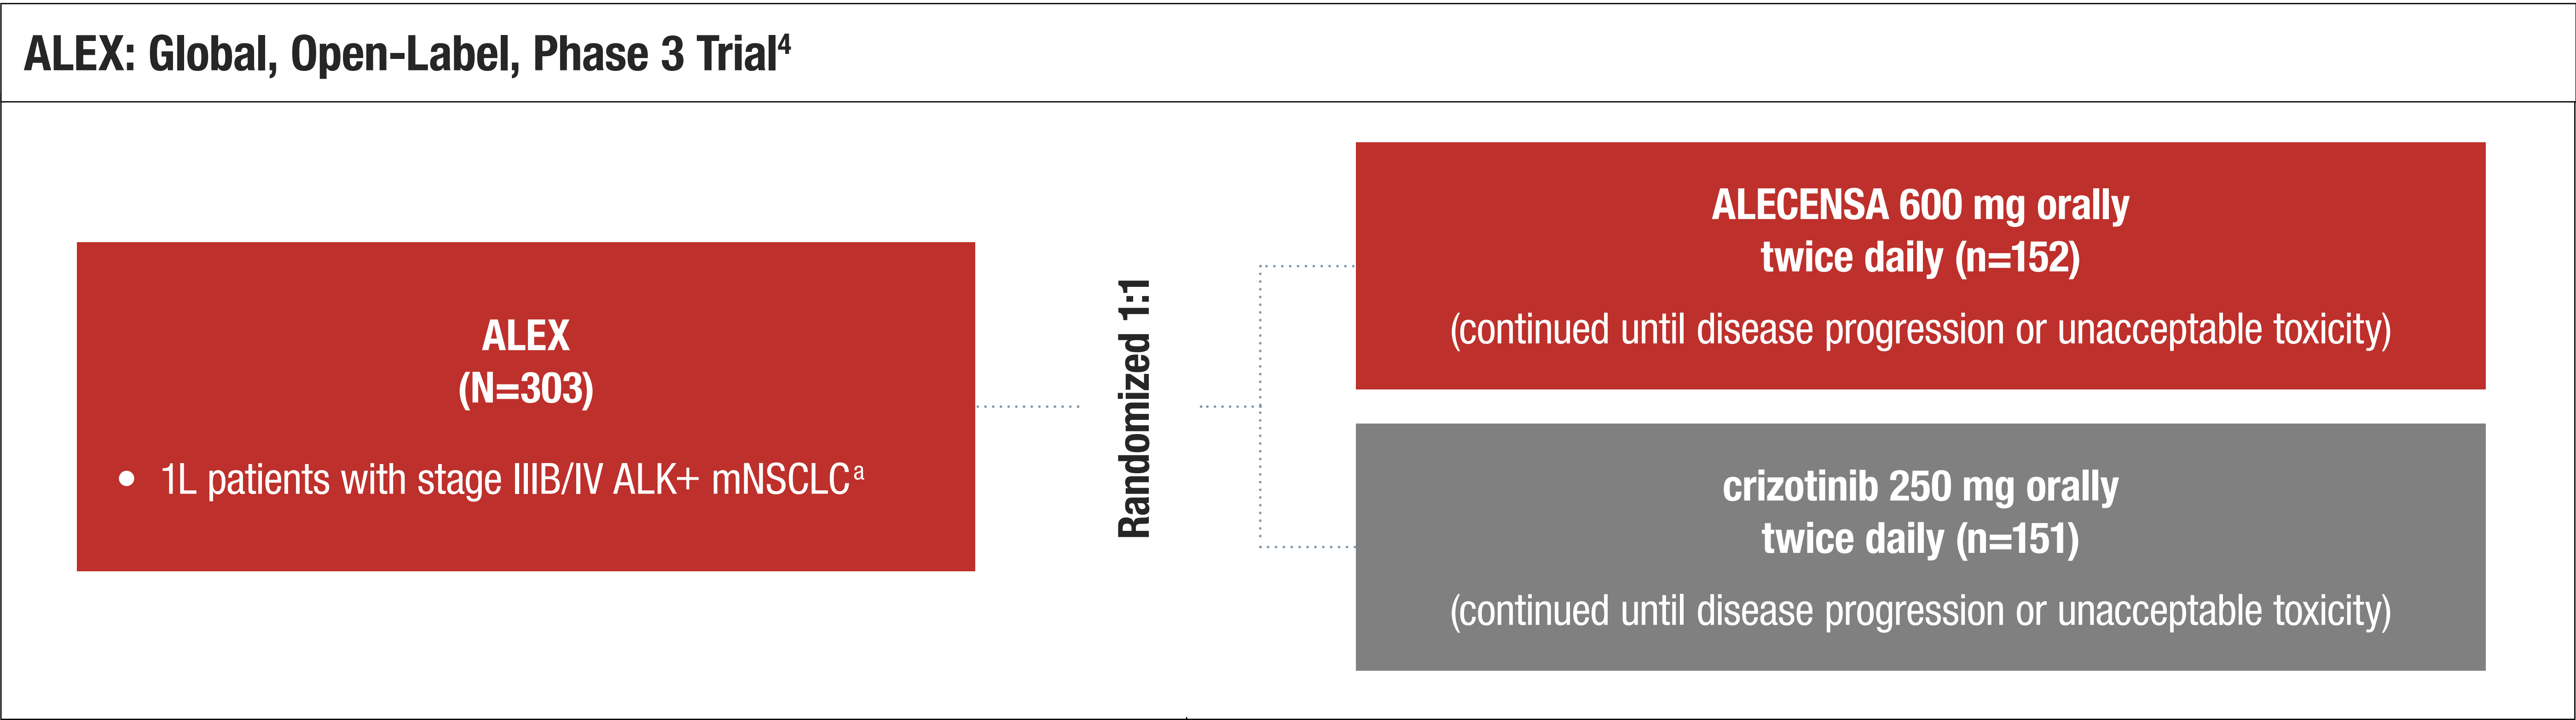 ALEX: Global, Open-Label, Phase 3 Trial⁴
ALEX
(N=303)
• 1L patients with stage IIIB/IV ALK+ mNSCLCᵃ
Randomized 1:1
ALECENSA 600 mg orally
twice daily (n=152)
(continued until disease progression or unacceptable toxicity)
crizotinib 250 mg orally
twice daily (n=151)
(continued until disease progression or unacceptable toxicity)